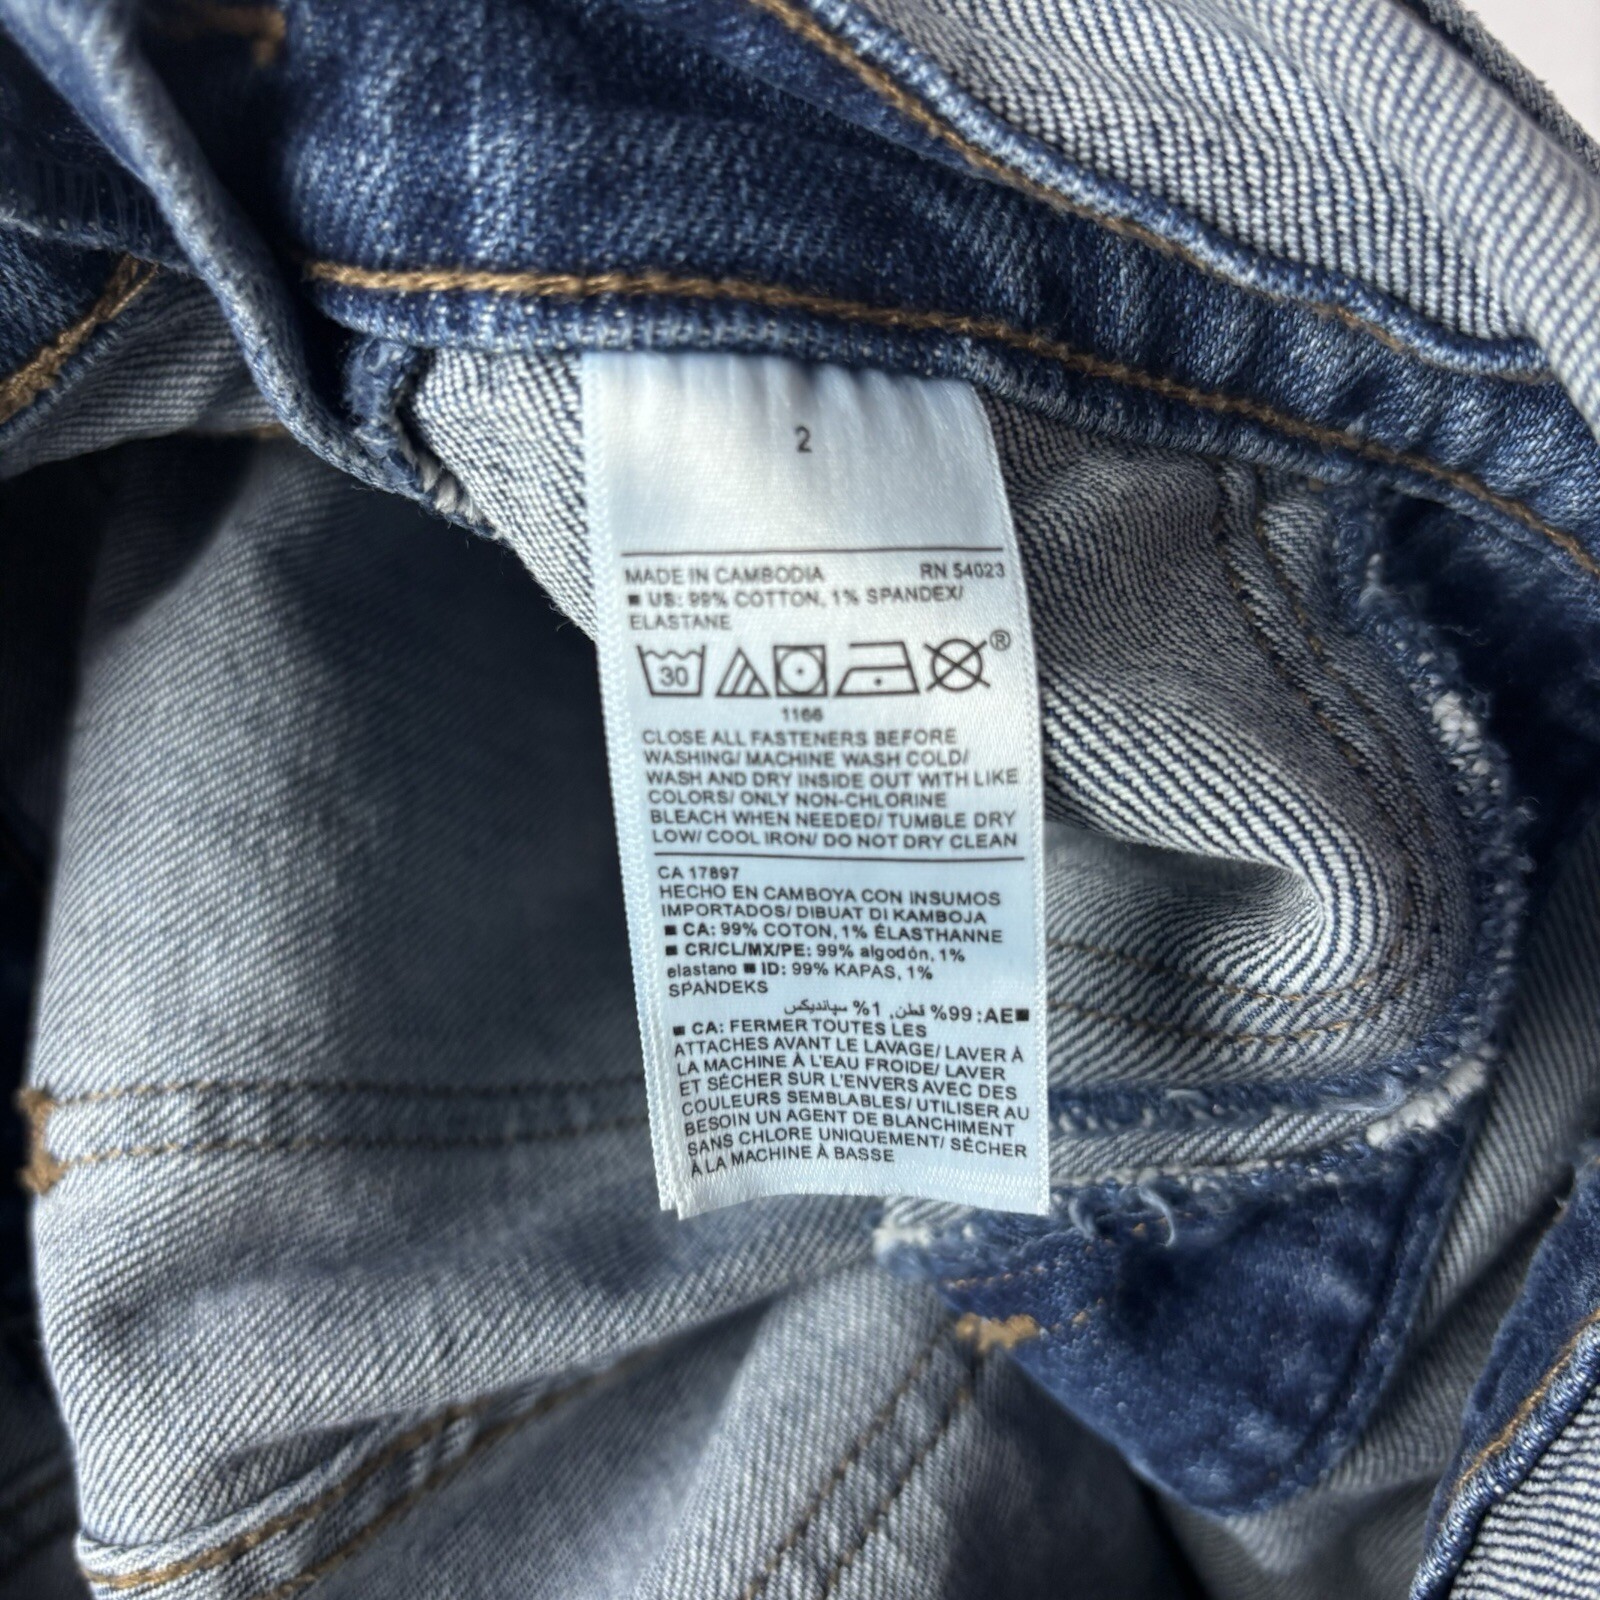 2
MADE IN CAMBODIA RN 54023
■ US: 99% COTTON, 1% SPANDEX/
ELASTANE
30 ®
1166
CLOSE ALL FASTENERS BEFORE
WASHING/ MACHINE WASH COLD/
WASH AND DRY INSIDE OUT WITH LIKE
COLORS/ ONLY NON-CHLORINE
BLEACH WHEN NEEDED/ TUMBLE DRY
LOW/ COOL IRON/ DO NOT DRY CLEAN
CA 17897
HECHO EN CAMBOYA CON INSUMOS
IMPORTADOS/ DIBUAT DI KAMBOJA
■ CA: 99% COTON, 1% ÉLASTHANNE
■ CR/CL/MX/PE: 99% algodón, 1%
elastano ■ ID: 99% KAPAS, 1%
SPANDEKS
■AE: 99% قطن, 1% سپاندیکس
■ CA: FERMER TOUTES LES
ATTACHES AVANT LE LAVAGE/ LAVER À
LA MACHINE À L'EAU FROIDE/ LAVER
ET SÉCHER SUR L'ENVERS AVEC DES
COULEURS SEMBLABLES/ UTILISER AU
BESOIN UN AGENT DE BLANCHIMENT
SANS CHLORE UNIQUEMENT/ SÉCHER
À LA MACHINE À BASSE